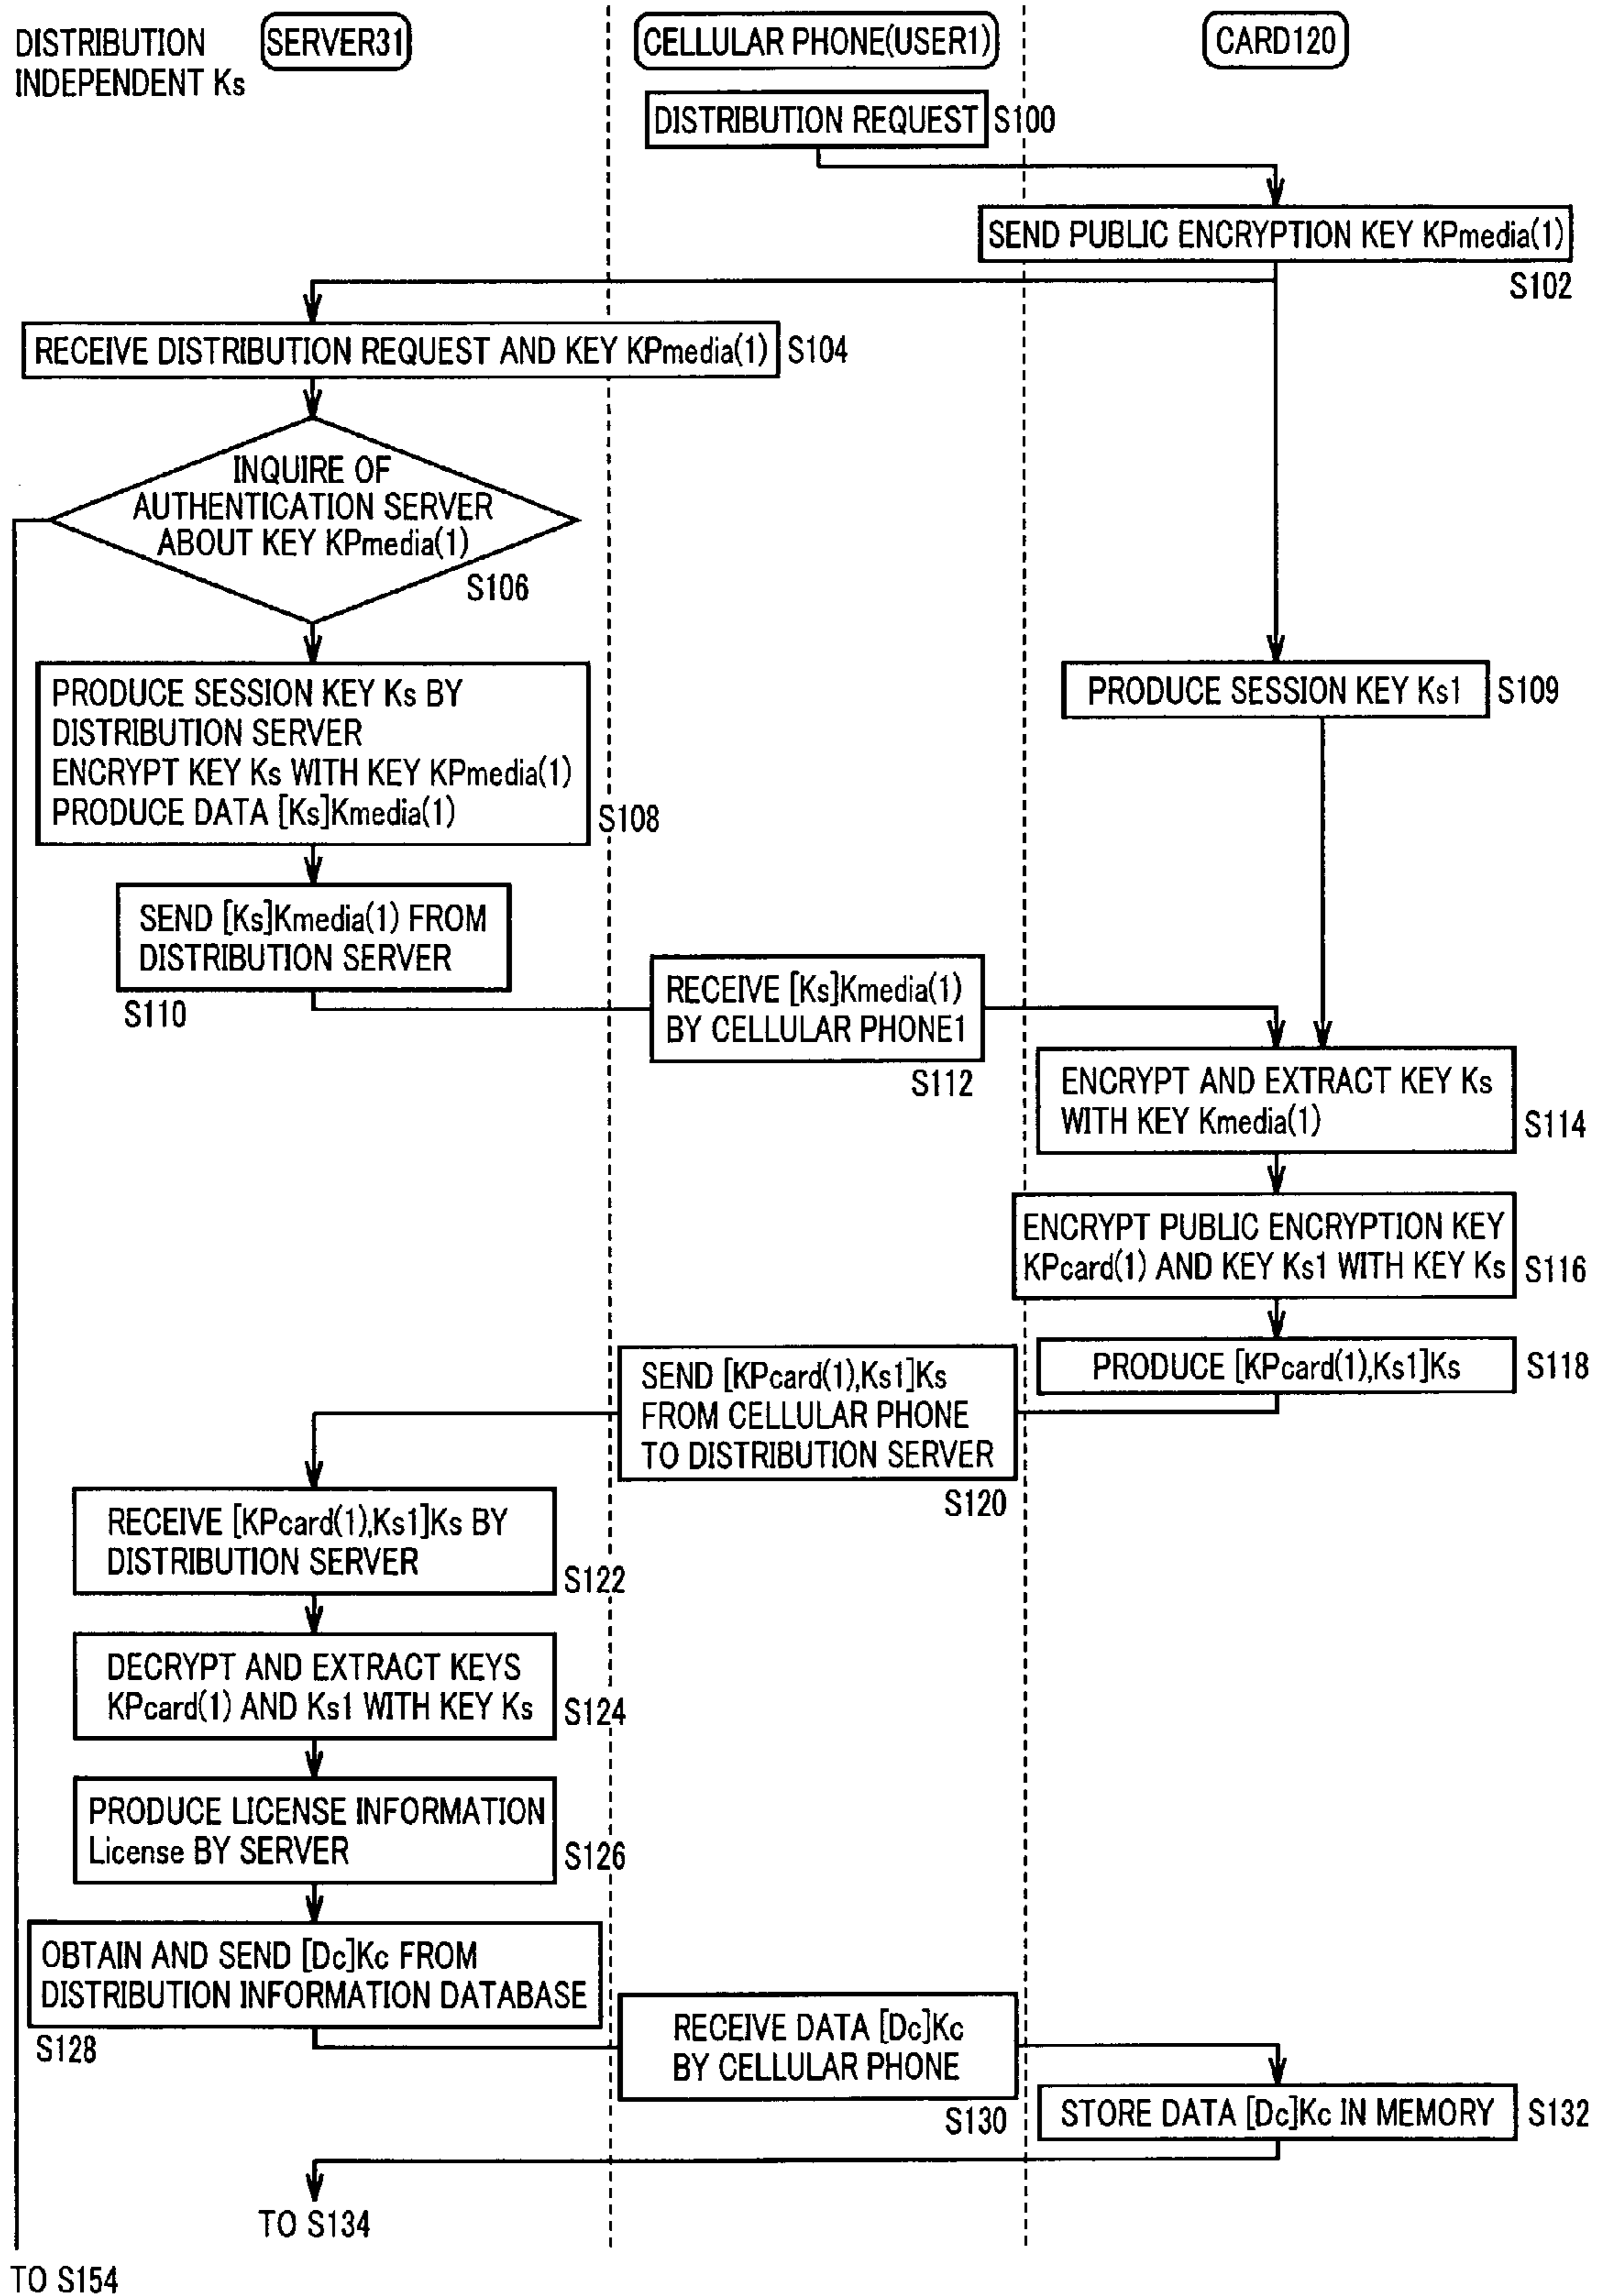 DISTRIBUTION
INDEPENDENT Ks
SERVER31
CELLULAR PHONE(USER1)
CARD120
DISTRIBUTION REQUEST
S100
SEND PUBLIC ENCRYPTION KEY KPmedia(1)
S102
RECEIVE DISTRIBUTION REQUEST AND KEY KPmedia(1)
S104
INQUIRE OF
AUTHENTICATION SERVER
ABOUT KEY KPmedia(1)
S106
PRODUCE SESSION KEY Ks BY
DISTRIBUTION SERVER
ENCRYPT KEY Ks WITH KEY KPmedia(1)
PRODUCE DATA [Ks]Kmedia(1)
S108
PRODUCE SESSION KEY Ks1
S109
SEND [Ks]Kmedia(1) FROM
DISTRIBUTION SERVER
S110
RECEIVE [Ks]Kmedia(1)
BY CELLULAR PHONE1
S112
ENCRYPT AND EXTRACT KEY Ks
WITH KEY Kmedia(1)
S114
ENCRYPT PUBLIC ENCRYPTION KEY
KPcard(1) AND KEY Ks1 WITH KEY Ks
S116
PRODUCE [KPcard(1),Ks1]Ks
S118
SEND [KPcard(1),Ks1]Ks
FROM CELLULAR PHONE
TO DISTRIBUTION SERVER
S120
RECEIVE [KPcard(1),Ks1]Ks BY
DISTRIBUTION SERVER
S122
DECRYPT AND EXTRACT KEYS
KPcard(1) AND Ks1 WITH KEY Ks
S124
PRODUCE LICENSE INFORMATION
License BY SERVER
S126
OBTAIN AND SEND [Dc]Kc FROM
DISTRIBUTION INFORMATION DATABASE
S128
RECEIVE DATA [Dc]Kc
BY CELLULAR PHONE
S130
STORE DATA [Dc]Kc IN MEMORY
S132
TO S134
TO S154